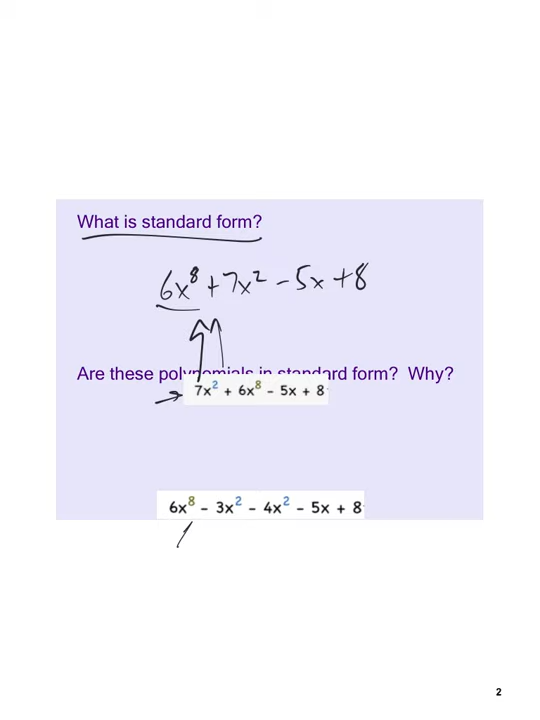 What is standard form?
6x⁸ + 7x² - 5x + 8
Are these polynomials in standard form?  Why?
7x² + 6x⁸ - 5x + 8
6x⁸ - 3x² - 4x² - 5x + 8
2